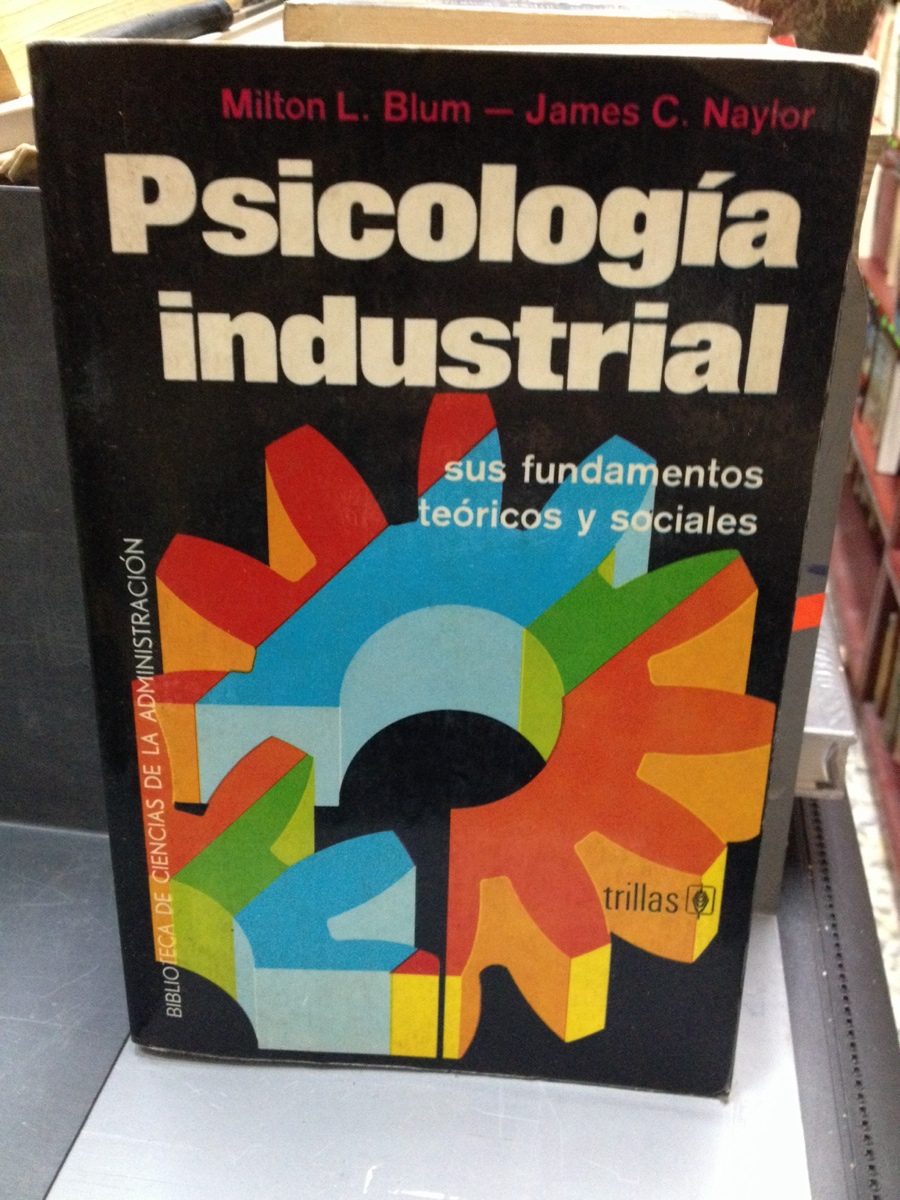 Milton L. Blum — James C. Naylor
Psicología
industrial
sus fundamentos
teóricos y sociales
BIBLIOTECA DE CIENCIAS DE LA ADMINISTRACIÓN
trillas